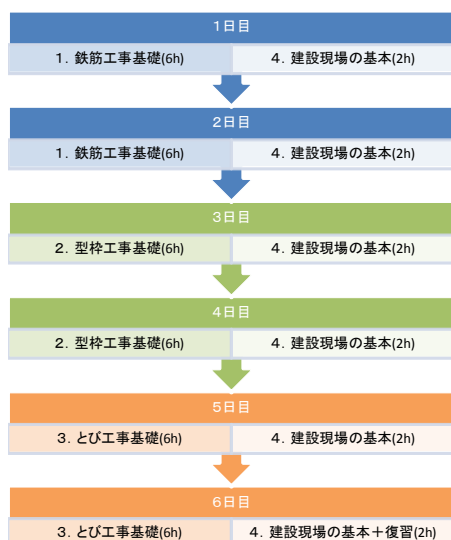 1日目
1．鉄筋工事基礎(6h) 4．建設現場の基本(2h)
2日目
1．鉄筋工事基礎(6h) 4．建設現場の基本(2h)
3日目
2．型枠工事基礎(6h) 4．建設現場の基本(2h)
4日目
2．型枠工事基礎(6h) 4．建設現場の基本(2h)
5日目
3．とび工事基礎(6h) 4．建設現場の基本(2h)
6日目
3．とび工事基礎(6h) 4．建設現場の基本＋復習(2h)